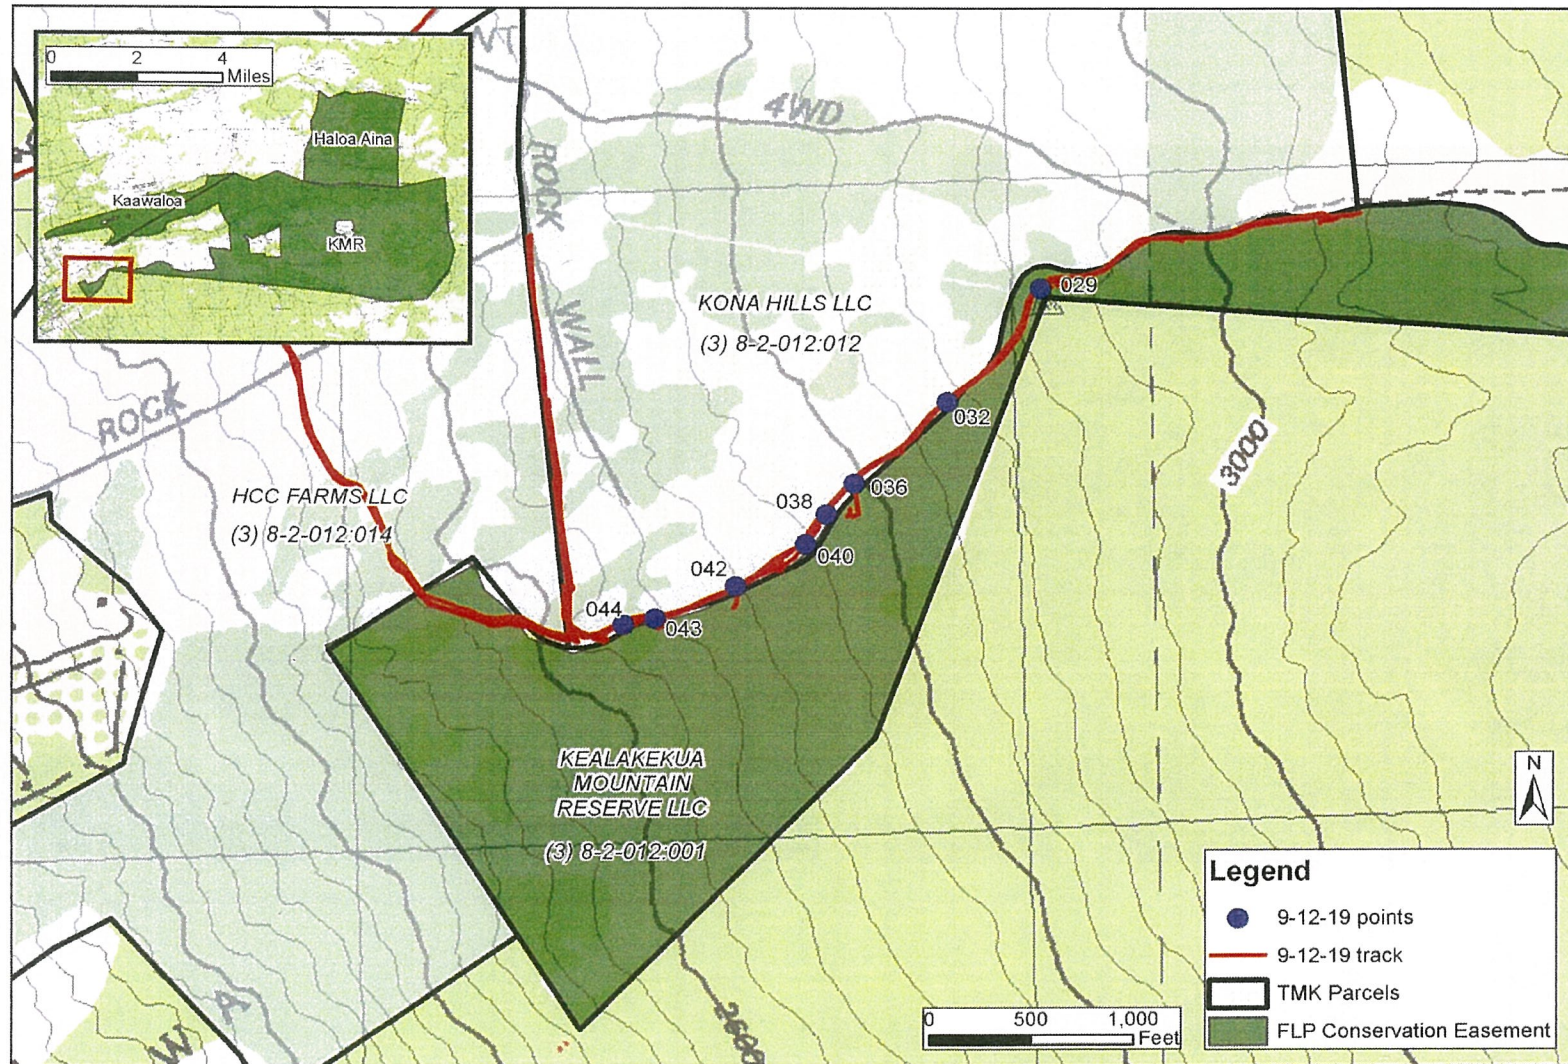 0 2 4
Miles
Haloa Aina
Kaawaloa
KMR
NT
4WD
ROCK
WALL
ROCK
KONA HILLS LLC
(3) 8-2-012:012
HCC FARMS LLC
(3) 8-2-012:014
029
032
036
038
040
042
043
044
3000
KEALAKEKUA
MOUNTAIN
RESERVE LLC
(3) 8-2-012:001
2600
W A
N
Legend
9-12-19 points
9-12-19 track
TMK Parcels
FLP Conservation Easement
0 500 1,000
Feet